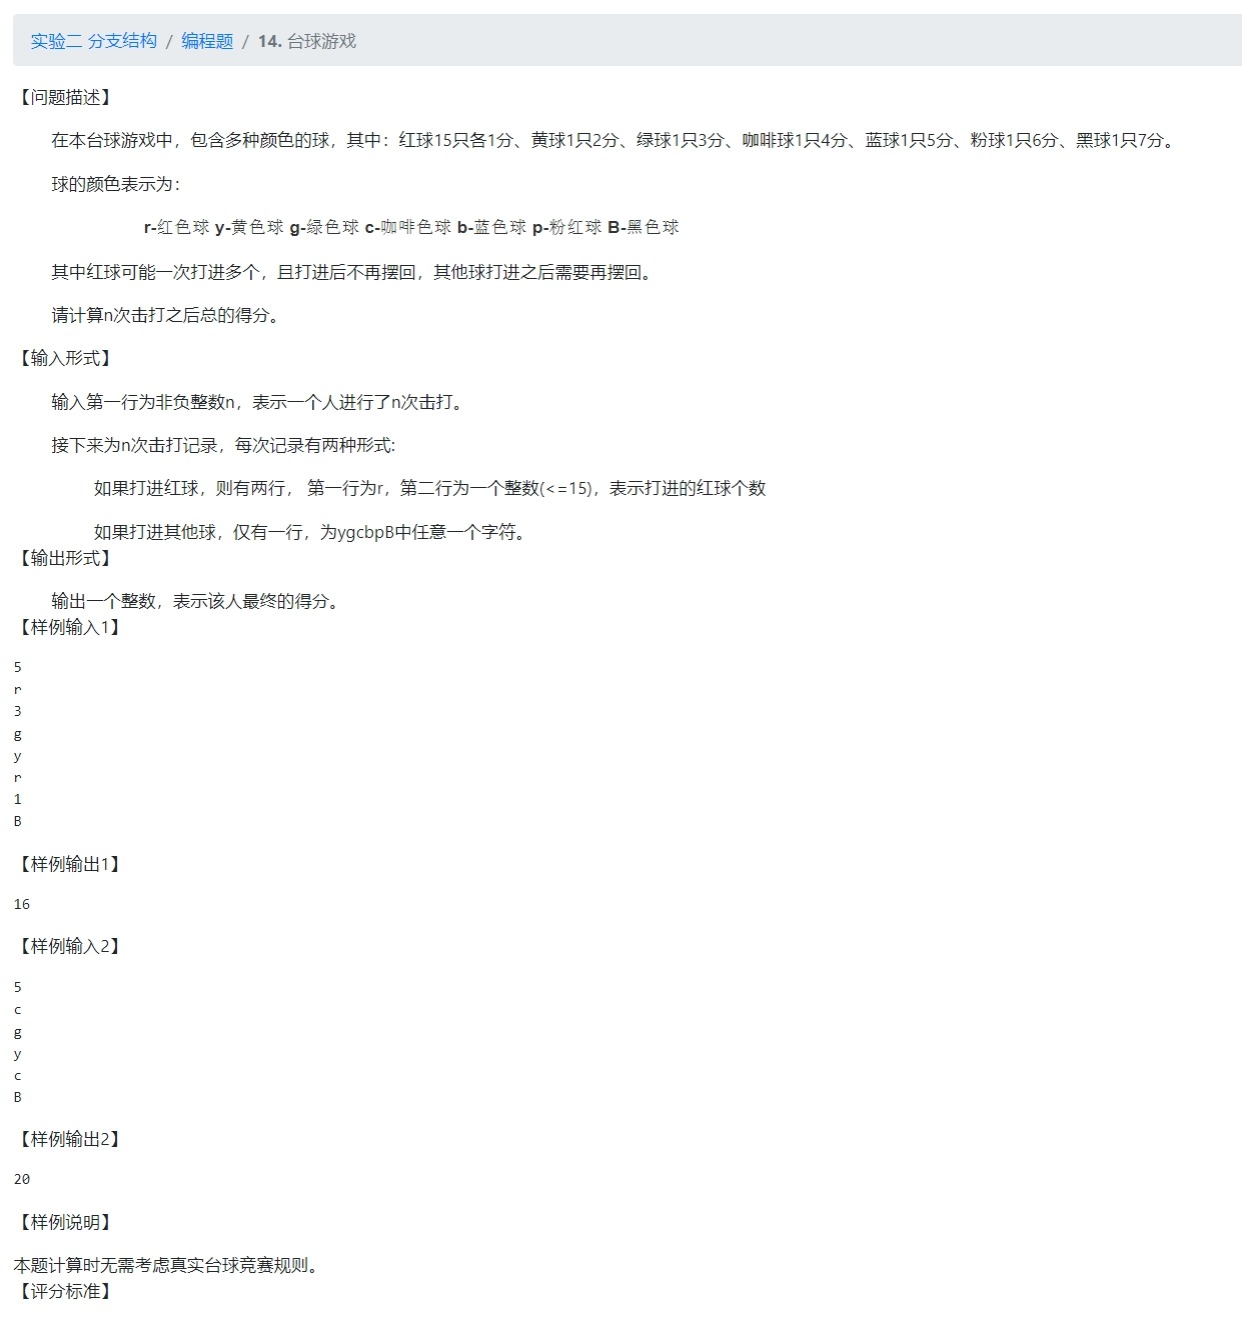 实验二 分支结构 / 编程题 / 14. 台球游戏
【问题描述】
在本台球游戏中，包含多种颜色的球，其中：红球15只各1分、黄球1只2分、绿球1只3分、咖啡球1只4分、蓝球1只5分、粉球1只6分、黑球1只7分。
球的颜色表示为：
r-红色球 y-黄色球 g-绿色球 c-咖啡色球 b-蓝色球 p-粉红球 B-黑色球
其中红球可能一次打进多个，且打进后不再摆回，其他球打进之后需要再摆回。
请计算n次击打之后总的得分。
【输入形式】
输入第一行为非负整数n，表示一个人进行了n次击打。
接下来为n次击打记录，每次记录有两种形式:
如果打进红球，则有两行， 第一行为r，第二行为一个整数(<=15)，表示打进的红球个数
如果打进其他球，仅有一行，为ygcbpB中任意一个字符。
【输出形式】
输出一个整数，表示该人最终的得分。
【样例输入1】
5
r
3
g
y
r
1
B
【样例输出1】
16
【样例输入2】
5
c
g
y
c
B
【样例输出2】
20
【样例说明】
本题计算时无需考虑真实台球竞赛规则。
【评分标准】